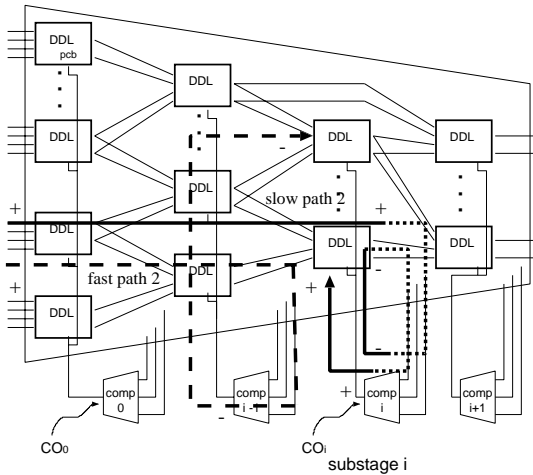 DDL
pcb
DDL
DDL
DDL
DDL
DDL
-
DDL
slow path 2
+
+
DDL
DDL
DDL
fast path 2
DDL
-
+
+
DDL
-
comp
0
comp
i -1
-
+
comp
i
comp
i+1
CO0
COi
substage i